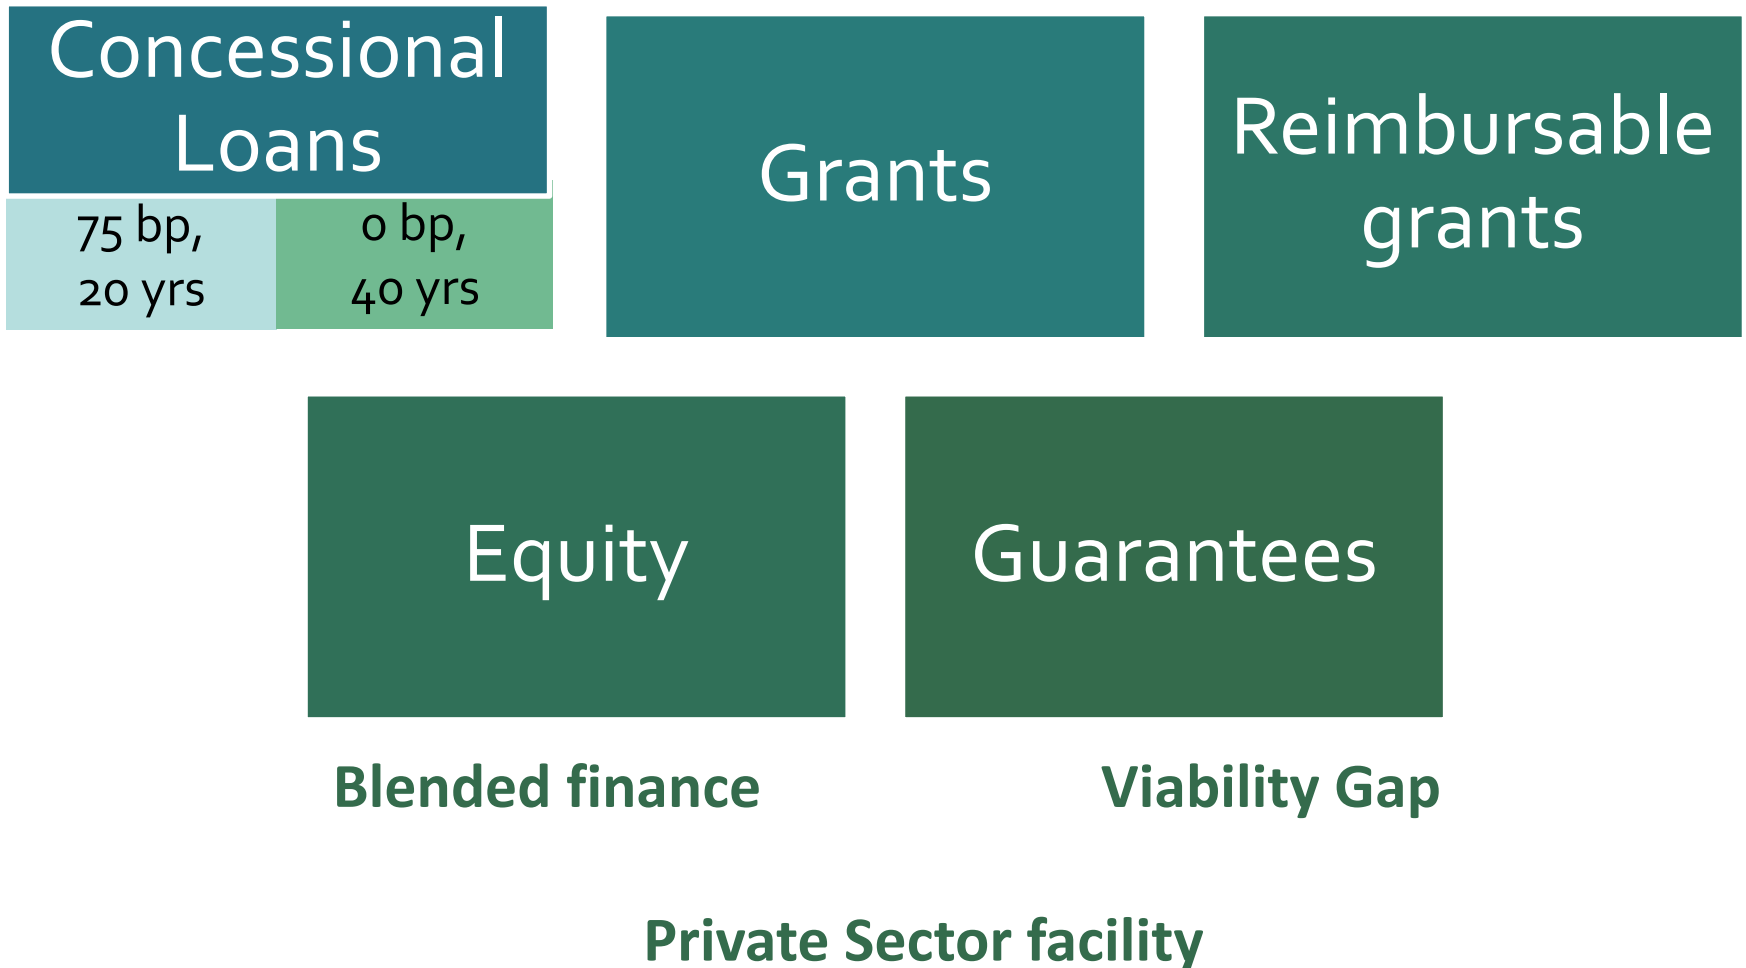 Concessional
Loans
75 bp,
20 yrs
0 bp,
40 yrs
Grants
Reimbursable
grants
Equity
Guarantees
Blended finance
Viability Gap
Private Sector facility